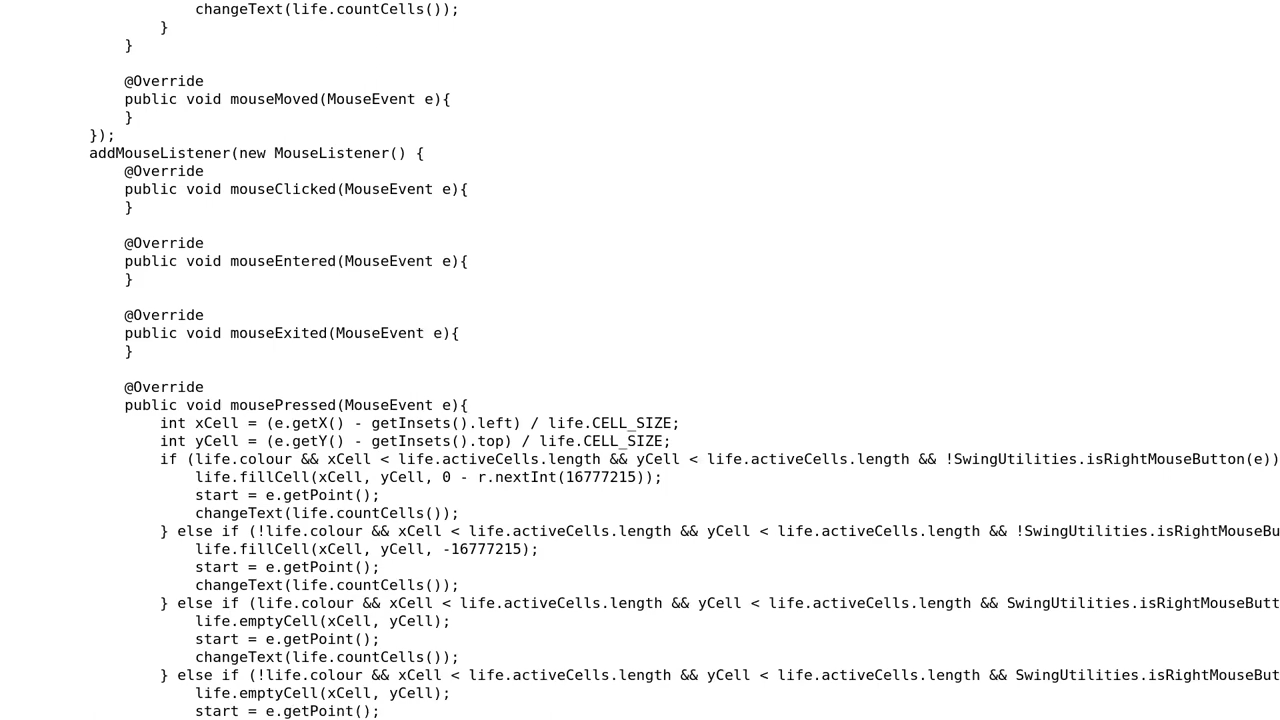 changeText(life.countCells());
}
}
@Override
public void mouseMoved(MouseEvent e){
}
});
addMouseListener(new MouseListener() {
@Override
public void mouseClicked(MouseEvent e){
}
@Override
public void mouseEntered(MouseEvent e){
}
@Override
public void mouseExited(MouseEvent e){
}
@Override
public void mousePressed(MouseEvent e){
int xCell = (e.getX() - getInsets().left) / life.CELL_SIZE;
int yCell = (e.getY() - getInsets().top) / life.CELL_SIZE;
if (life.colour && xCell < life.activeCells.length && yCell < life.activeCells.length && !SwingUtilities.isRightMouseButton(e))
life.fillCell(xCell, yCell, 0 - r.nextInt(16777215));
start = e.getPoint();
changeText(life.countCells());
} else if (!life.colour && xCell < life.activeCells.length && yCell < life.activeCells.length && !SwingUtilities.isRightMouseBu
life.fillCell(xCell, yCell, -16777215);
start = e.getPoint();
changeText(life.countCells());
} else if (life.colour && xCell < life.activeCells.length && yCell < life.activeCells.length && SwingUtilities.isRightMouseButt
life.emptyCell(xCell, yCell);
start = e.getPoint();
changeText(life.countCells());
} else if (!life.colour && xCell < life.activeCells.length && yCell < life.activeCells.length && SwingUtilities.isRightMouseBut
life.emptyCell(xCell, yCell);
start = e.getPoint();